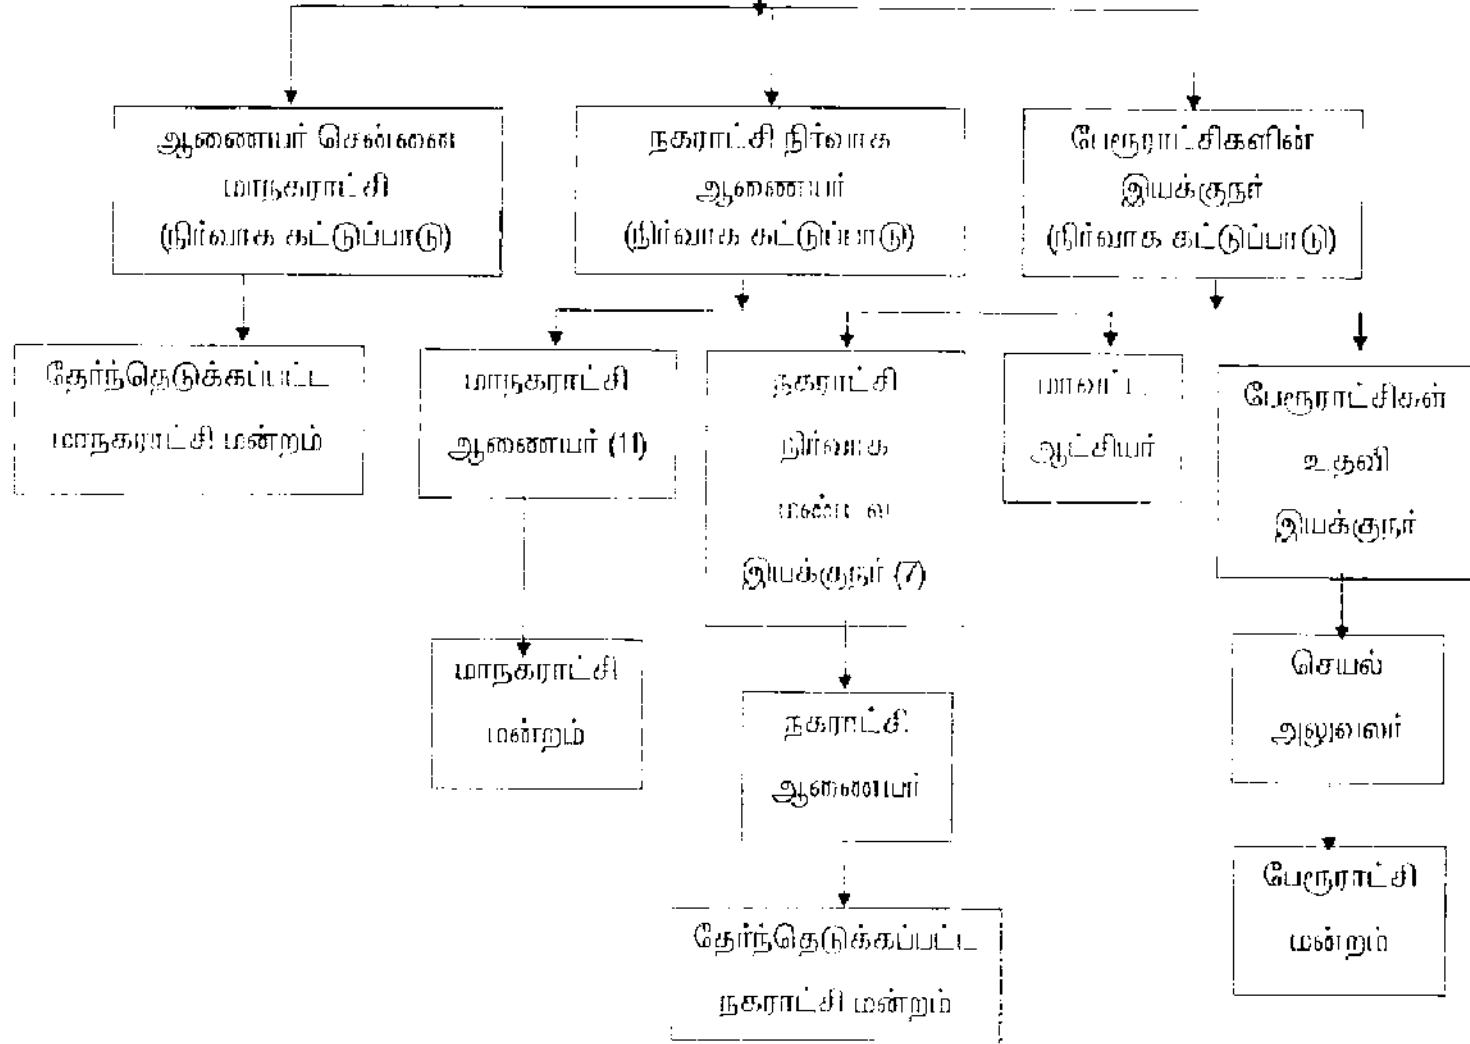 ஆணையர் சென்னை
மாநகராட்சி
(நிர்வாக கட்டுப்பாடு)
நகராட்சி நிர்வாக
ஆணையர்
(நிர்வாக கட்டுப்பாடு)
பேரூராட்சிகளின்
இயக்குநர்
(நிர்வாக கட்டுப்பாடு)
தேர்ந்தெடுக்கப்பட்ட
மாநகராட்சி மன்றம்
மாநகராட்சி
ஆணையர் (11)
நகராட்சி
நிர்வாக
மண்டல
இயக்குநர் (7)
மாவட்ட
ஆட்சியர்
பேரூராட்சிகள்
உதவி
இயக்குநர்
மாநகராட்சி
மன்றம்
நகராட்சி
ஆணையர்
செயல்
அலுவலர்
தேர்ந்தெடுக்கப்பட்ட
நகராட்சி மன்றம்
பேரூராட்சி
மன்றம்